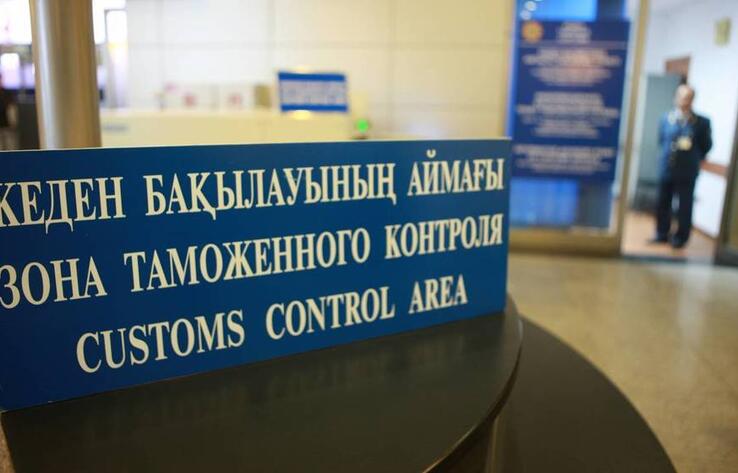 КЕДЕН БАҚЫЛАУЫНЫҢ АЙМАҒЫ
ЗОНА ТАМОЖЕННОГО КОНТРОЛЯ
CUSTOMS CONTROL AREA